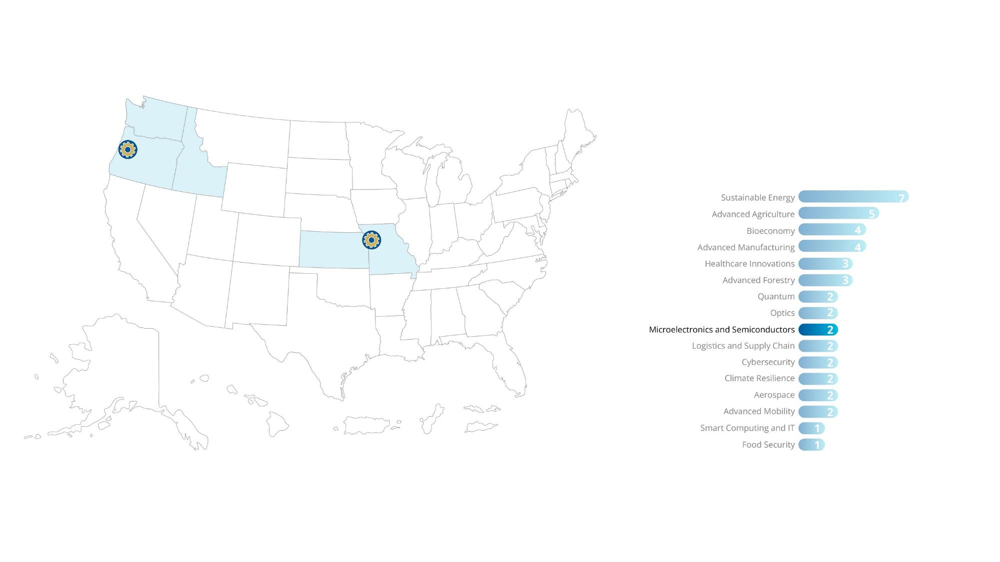 Sustainable Energy 7
Advanced Agriculture 5
Bioeconomy 4
Advanced Manufacturing 4
Healthcare Innovations 3
Advanced Forestry 3
Quantum 2
Optics 2
Microelectronics and Semiconductors 2
Logistics and Supply Chain 2
Cybersecurity 2
Climate Resilience 2
Aerospace 2
Advanced Mobility 2
Smart Computing and IT 1
Food Security 1